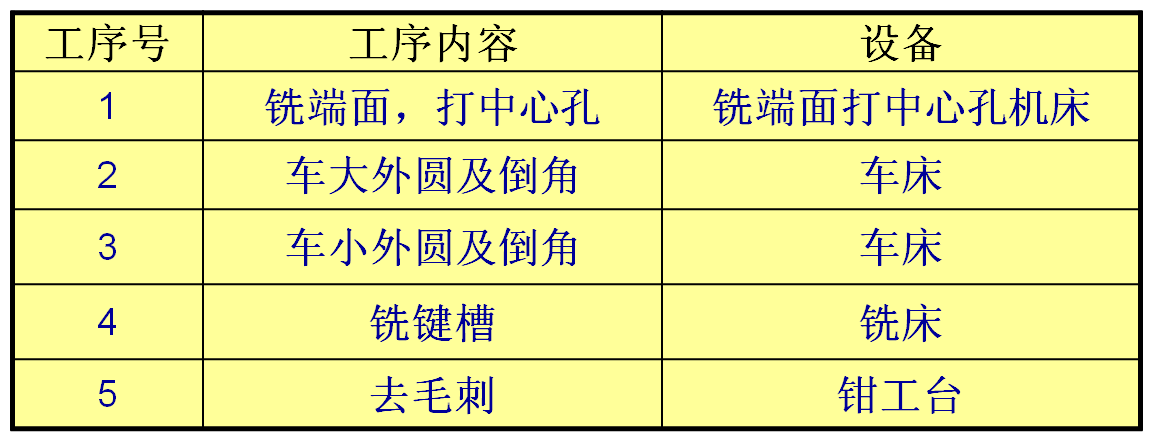 工序号 工序内容 设备
1 铣端面，打中心孔 铣端面打中心孔机床
2 车大外圆及倒角 车床
3 车小外圆及倒角 车床
4 铣键槽 铣床
5 去毛刺 钳工台